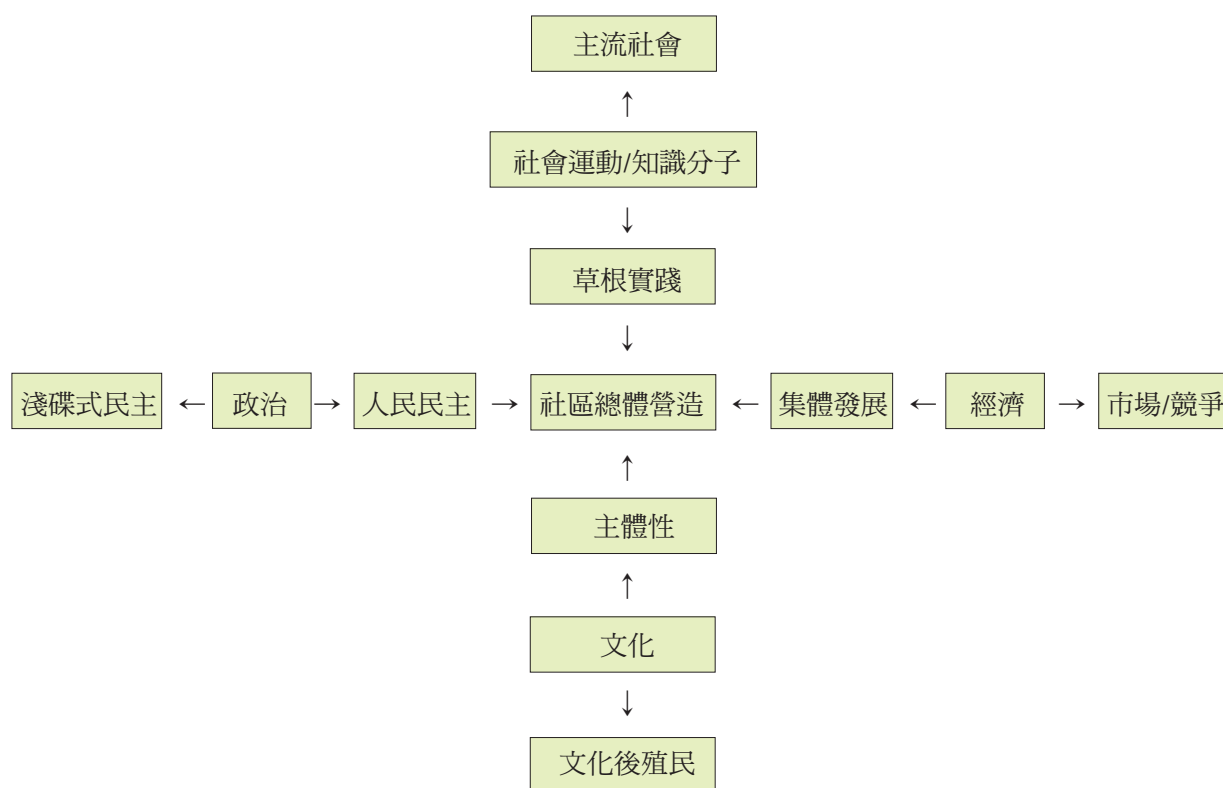 主流社會
↑
社會運動/知識分子
↓
草根實踐
↓
淺碟式民主 ← 政治 → 人民民主 → 社區總體營造 ← 集體發展 ← 經濟 → 市場/競爭
↑
主體性
↑
文化
↓
文化後殖民